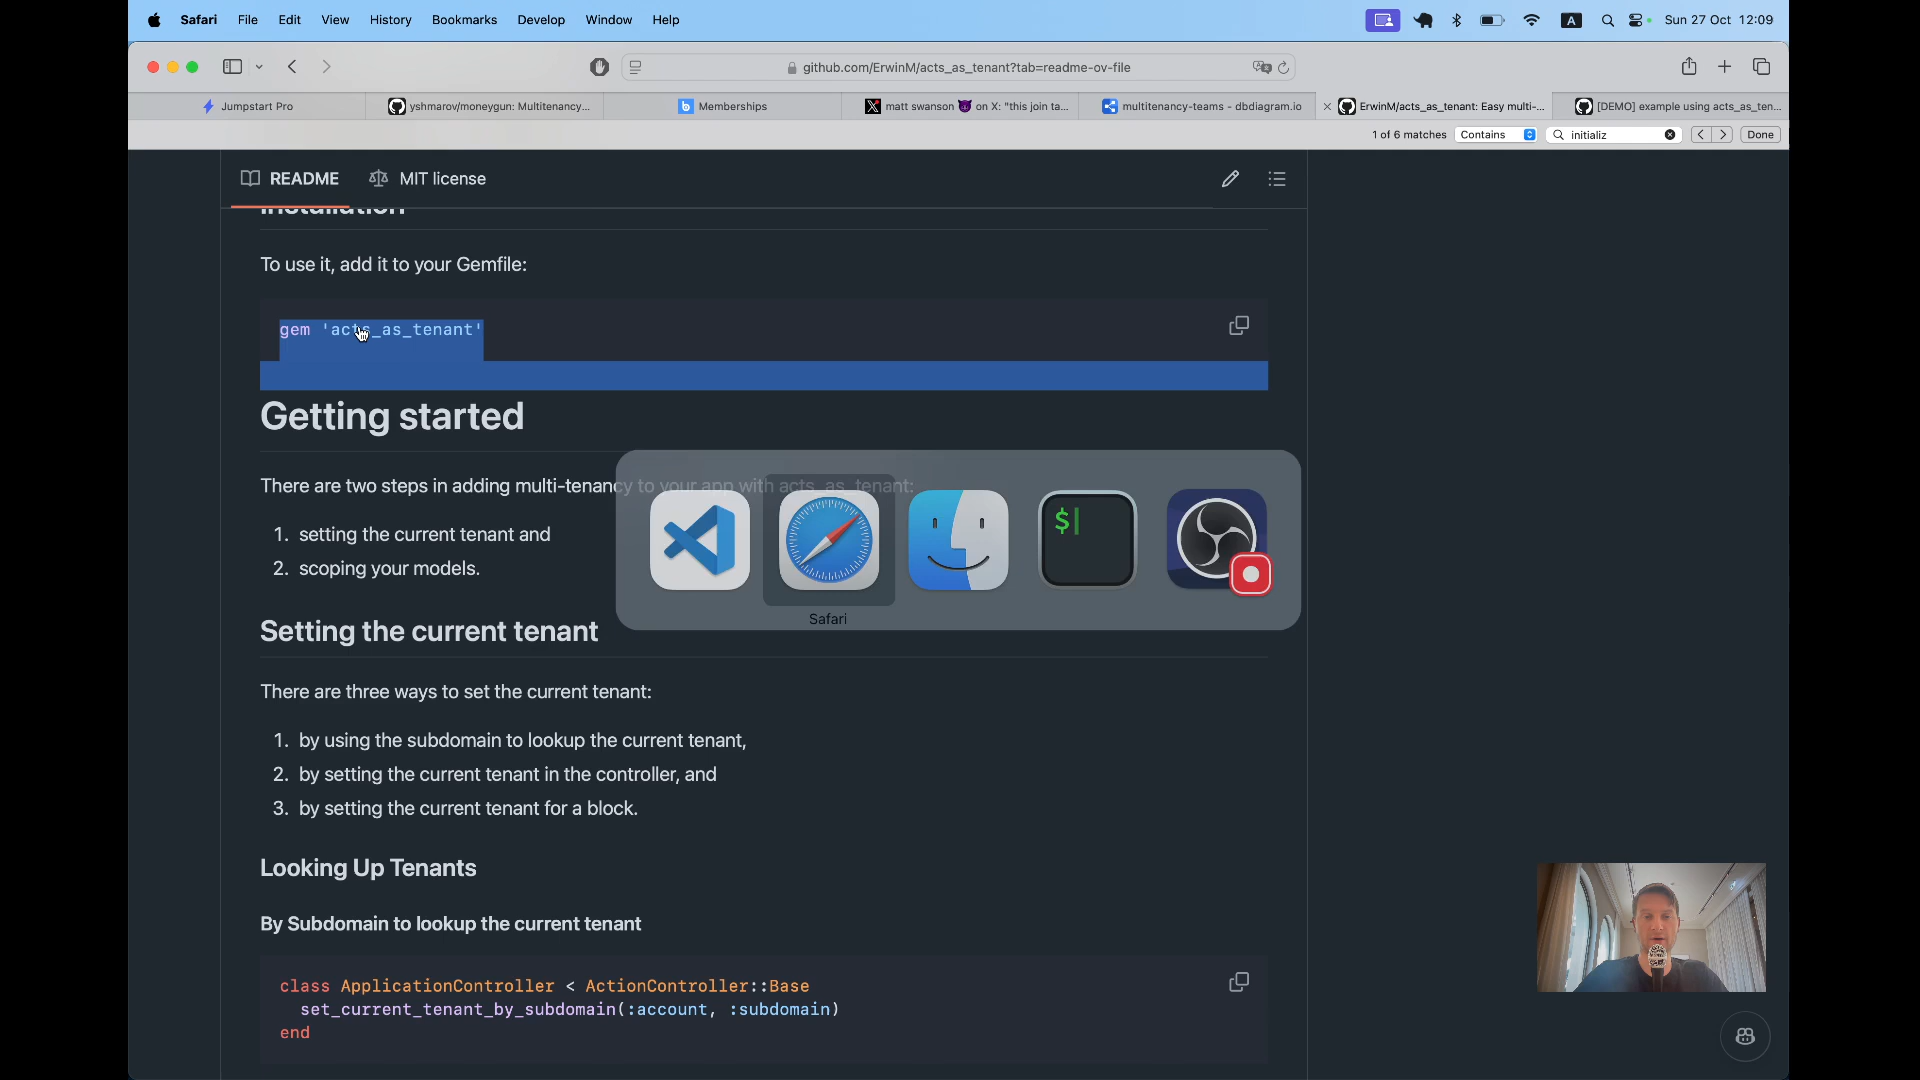 Safari File Edit View History Bookmarks Develop Window Help
A
Sun 27 Oct 12:09
github.com/ErwinM/acts_as_tenant?tab=readme-ov-file
Jumpstart Pro
yshmarov/moneygun: Multitenancy...
Memberships
matt swanson 😈 on X: "this join ta...
multitenancy-teams - dbdiagram.io
ErwinM/acts_as_tenant: Easy multi-...
[DEMO] example using acts_as_ten...
1 of 6 matches
Contains
initializ
Done
README
MIT license
Installation
To use it, add it to your Gemfile:
gem 'acts_as_tenant'
Getting started
There are two steps in adding multi-tenancy to your app with acts_as_tenant:
1. setting the current tenant and
2. scoping your models.
$
Safari
Setting the current tenant
There are three ways to set the current tenant:
1. by using the subdomain to lookup the current tenant,
2. by setting the current tenant in the controller, and
3. by setting the current tenant for a block.
Looking Up Tenants
By Subdomain to lookup the current tenant
class ApplicationController < ActionController::Base
set_current_tenant_by_subdomain(:account, :subdomain)
end